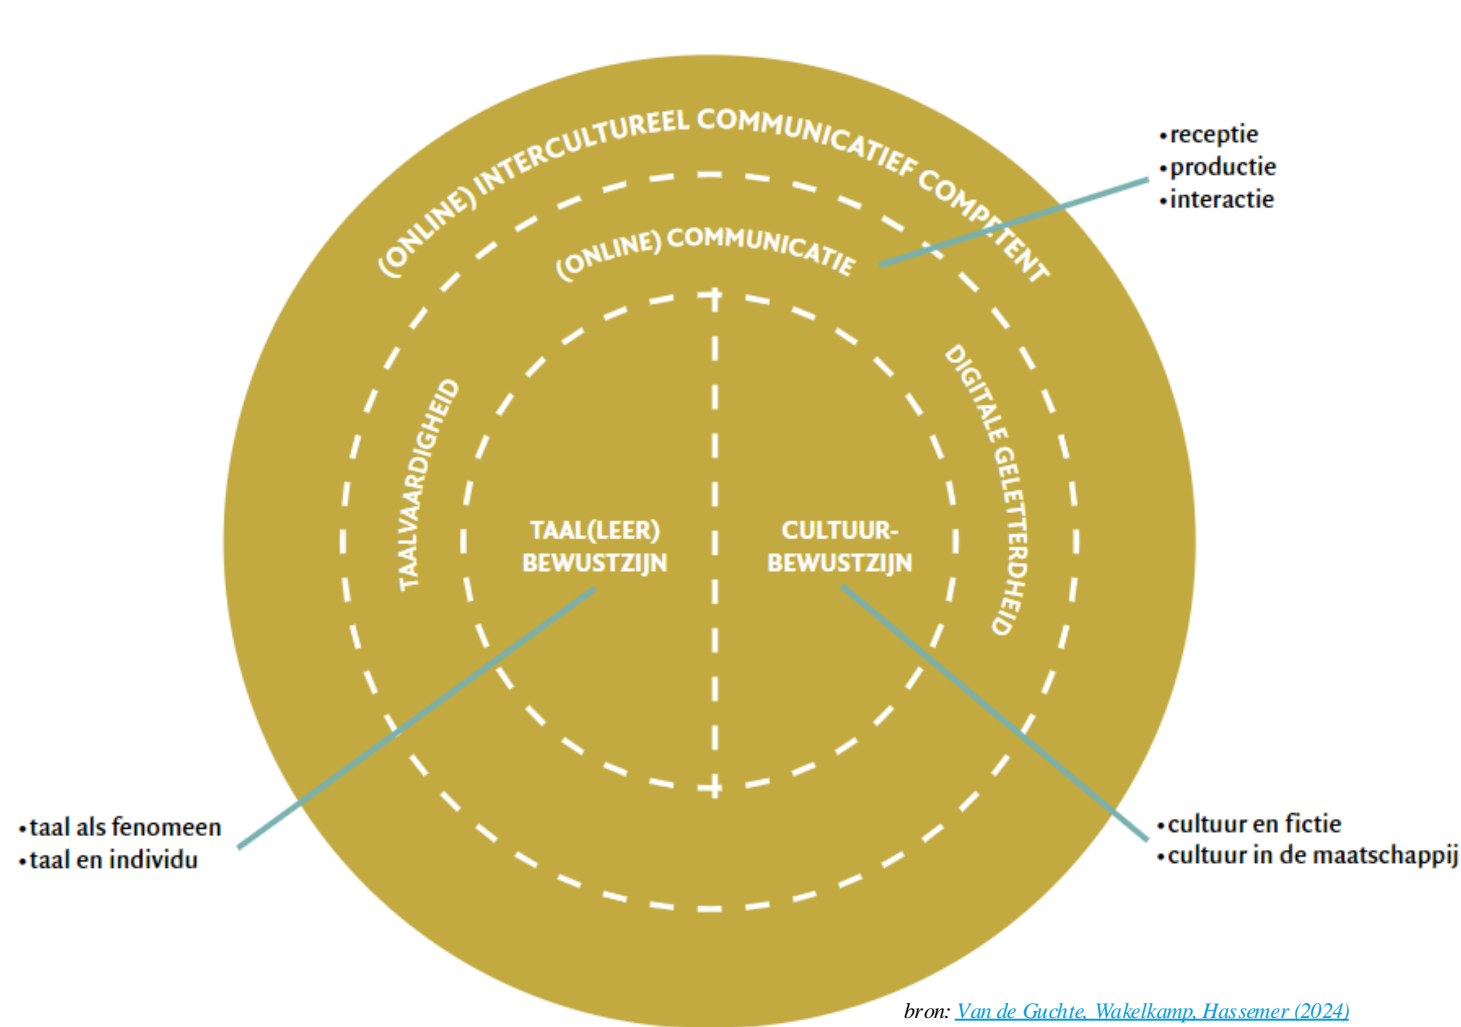 (ONLINE) INTERCULTUREEL COMMUNICATIEF COMPETENT
•receptie
•productie
•interactie
(ONLINE) COMMUNICATIE
TAALVAARDIGHEID
DIGITALE GELETTERDHEID
TAAL(LEER)
BEWUSTZIJN
CULTUUR-
BEWUSTZIJN
•taal als fenomeen
•taal en individu
•cultuur en fictie
•cultuur in de maatschappij
bron: Van de Guchte, Wakelkamp, Hassemer (2024)